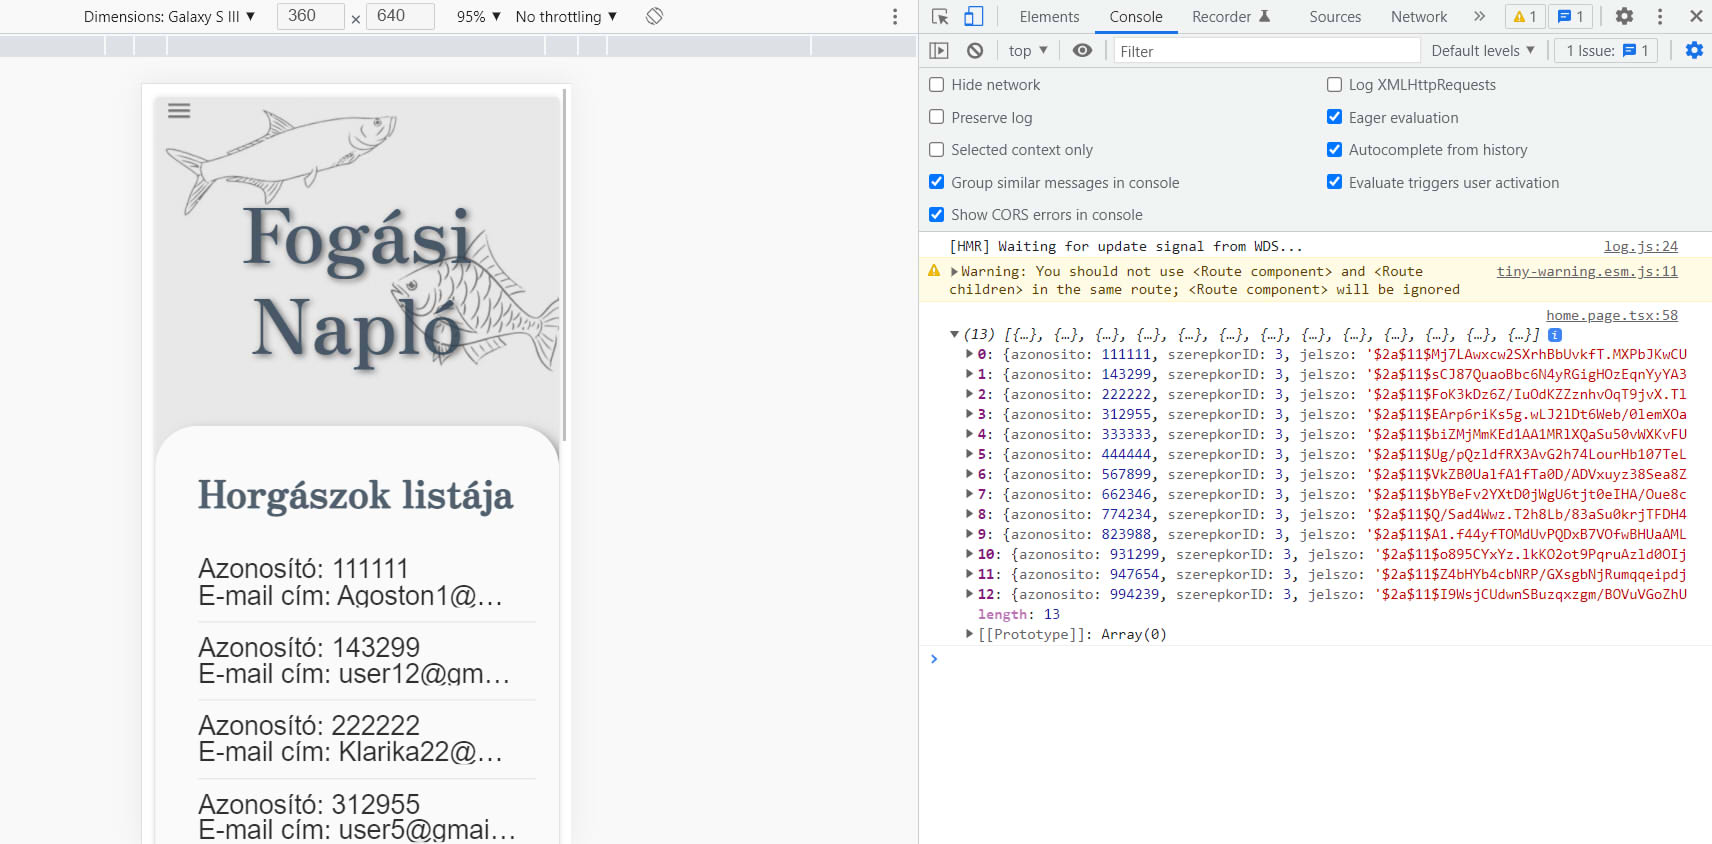 Dimensions: Galaxy S III ▼ 360 × 640 95% ▼ No throttling ▼
Elements Console Recorder Sources Network » 1 1
top ▼ Filter Default levels ▼ 1 Issue: 1
Hide network Log XMLHttpRequests
Preserve log Eager evaluation
Selected context only Autocomplete from history
Group similar messages in console Evaluate triggers user activation
Show CORS errors in console
[HMR] Waiting for update signal from WDS... log.js:24
Warning: You should not use <Route component> and <Route tiny-warning.esm.js:11
children> in the same route; <Route component> will be ignored
home.page.tsx:58
(13) [{…}, {…}, {…}, {…}, {…}, {…}, {…}, {…}, {…}, {…}, {…}, {…}, {…}]
0: {azonosito: 111111, szerepkorID: 3, jelszo: '$2a$11$Mj7LAwxcw2SXrhBbUvkfT.MXPbJKwCU
1: {azonosito: 143299, szerepkorID: 3, jelszo: '$2a$11$sCJ87QuaoBbc6N4yRGigHOzEqnYyYA3
2: {azonosito: 222222, szerepkorID: 3, jelszo: '$2a$11$FoK3kDz6Z/IuOdKZZznhvOqT9jvX.Tl
3: {azonosito: 312955, szerepkorID: 3, jelszo: '$2a$11$EArp6riKs5g.wLJ2lDt6Web/0lemXOa
4: {azonosito: 333333, szerepkorID: 3, jelszo: '$2a$11$biZMjMmKEd1AA1MRlXQaSu50vWXKvFU
5: {azonosito: 444444, szerepkorID: 3, jelszo: '$2a$11$Ug/pQzldfRX3AvG2h74LourHb107TeL
6: {azonosito: 567899, szerepkorID: 3, jelszo: '$2a$11$VkZB0UalfA1fTa0D/ADVxuyz38Sea8Z
7: {azonosito: 662346, szerepkorID: 3, jelszo: '$2a$11$bYBeFv2YXtD0jWgU6tjt0eIHA/Oue8c
8: {azonosito: 774234, szerepkorID: 3, jelszo: '$2a$11$Q/Sad4Wwz.T2h8Lb/83aSu0krjTFDH4
9: {azonosito: 823988, szerepkorID: 3, jelszo: '$2a$11$A1.f44yfTOMdUvPQDxB7VOfwBHUaAML
10: {azonosito: 931299, szerepkorID: 3, jelszo: '$2a$11$o895CYxYz.lkKO2ot9PqruAzld0OIj
11: {azonosito: 947654, szerepkorID: 3, jelszo: '$2a$11$Z4bHYb4cbNRP/GXsgbNjRumqqeipdj
12: {azonosito: 994239, szerepkorID: 3, jelszo: '$2a$11$I9WsjCUdwnSBuzqxzgm/BOVuVGoZhU
length: 13
[[Prototype]]: Array(0)
Fogási
Napló
Horgászok listája
Azonosító: 111111
E-mail cím: Agoston1@…
Azonosító: 143299
E-mail cím: user12@gm…
Azonosító: 222222
E-mail cím: Klarika22@…
Azonosító: 312955
E-mail cím: user5@gmai…